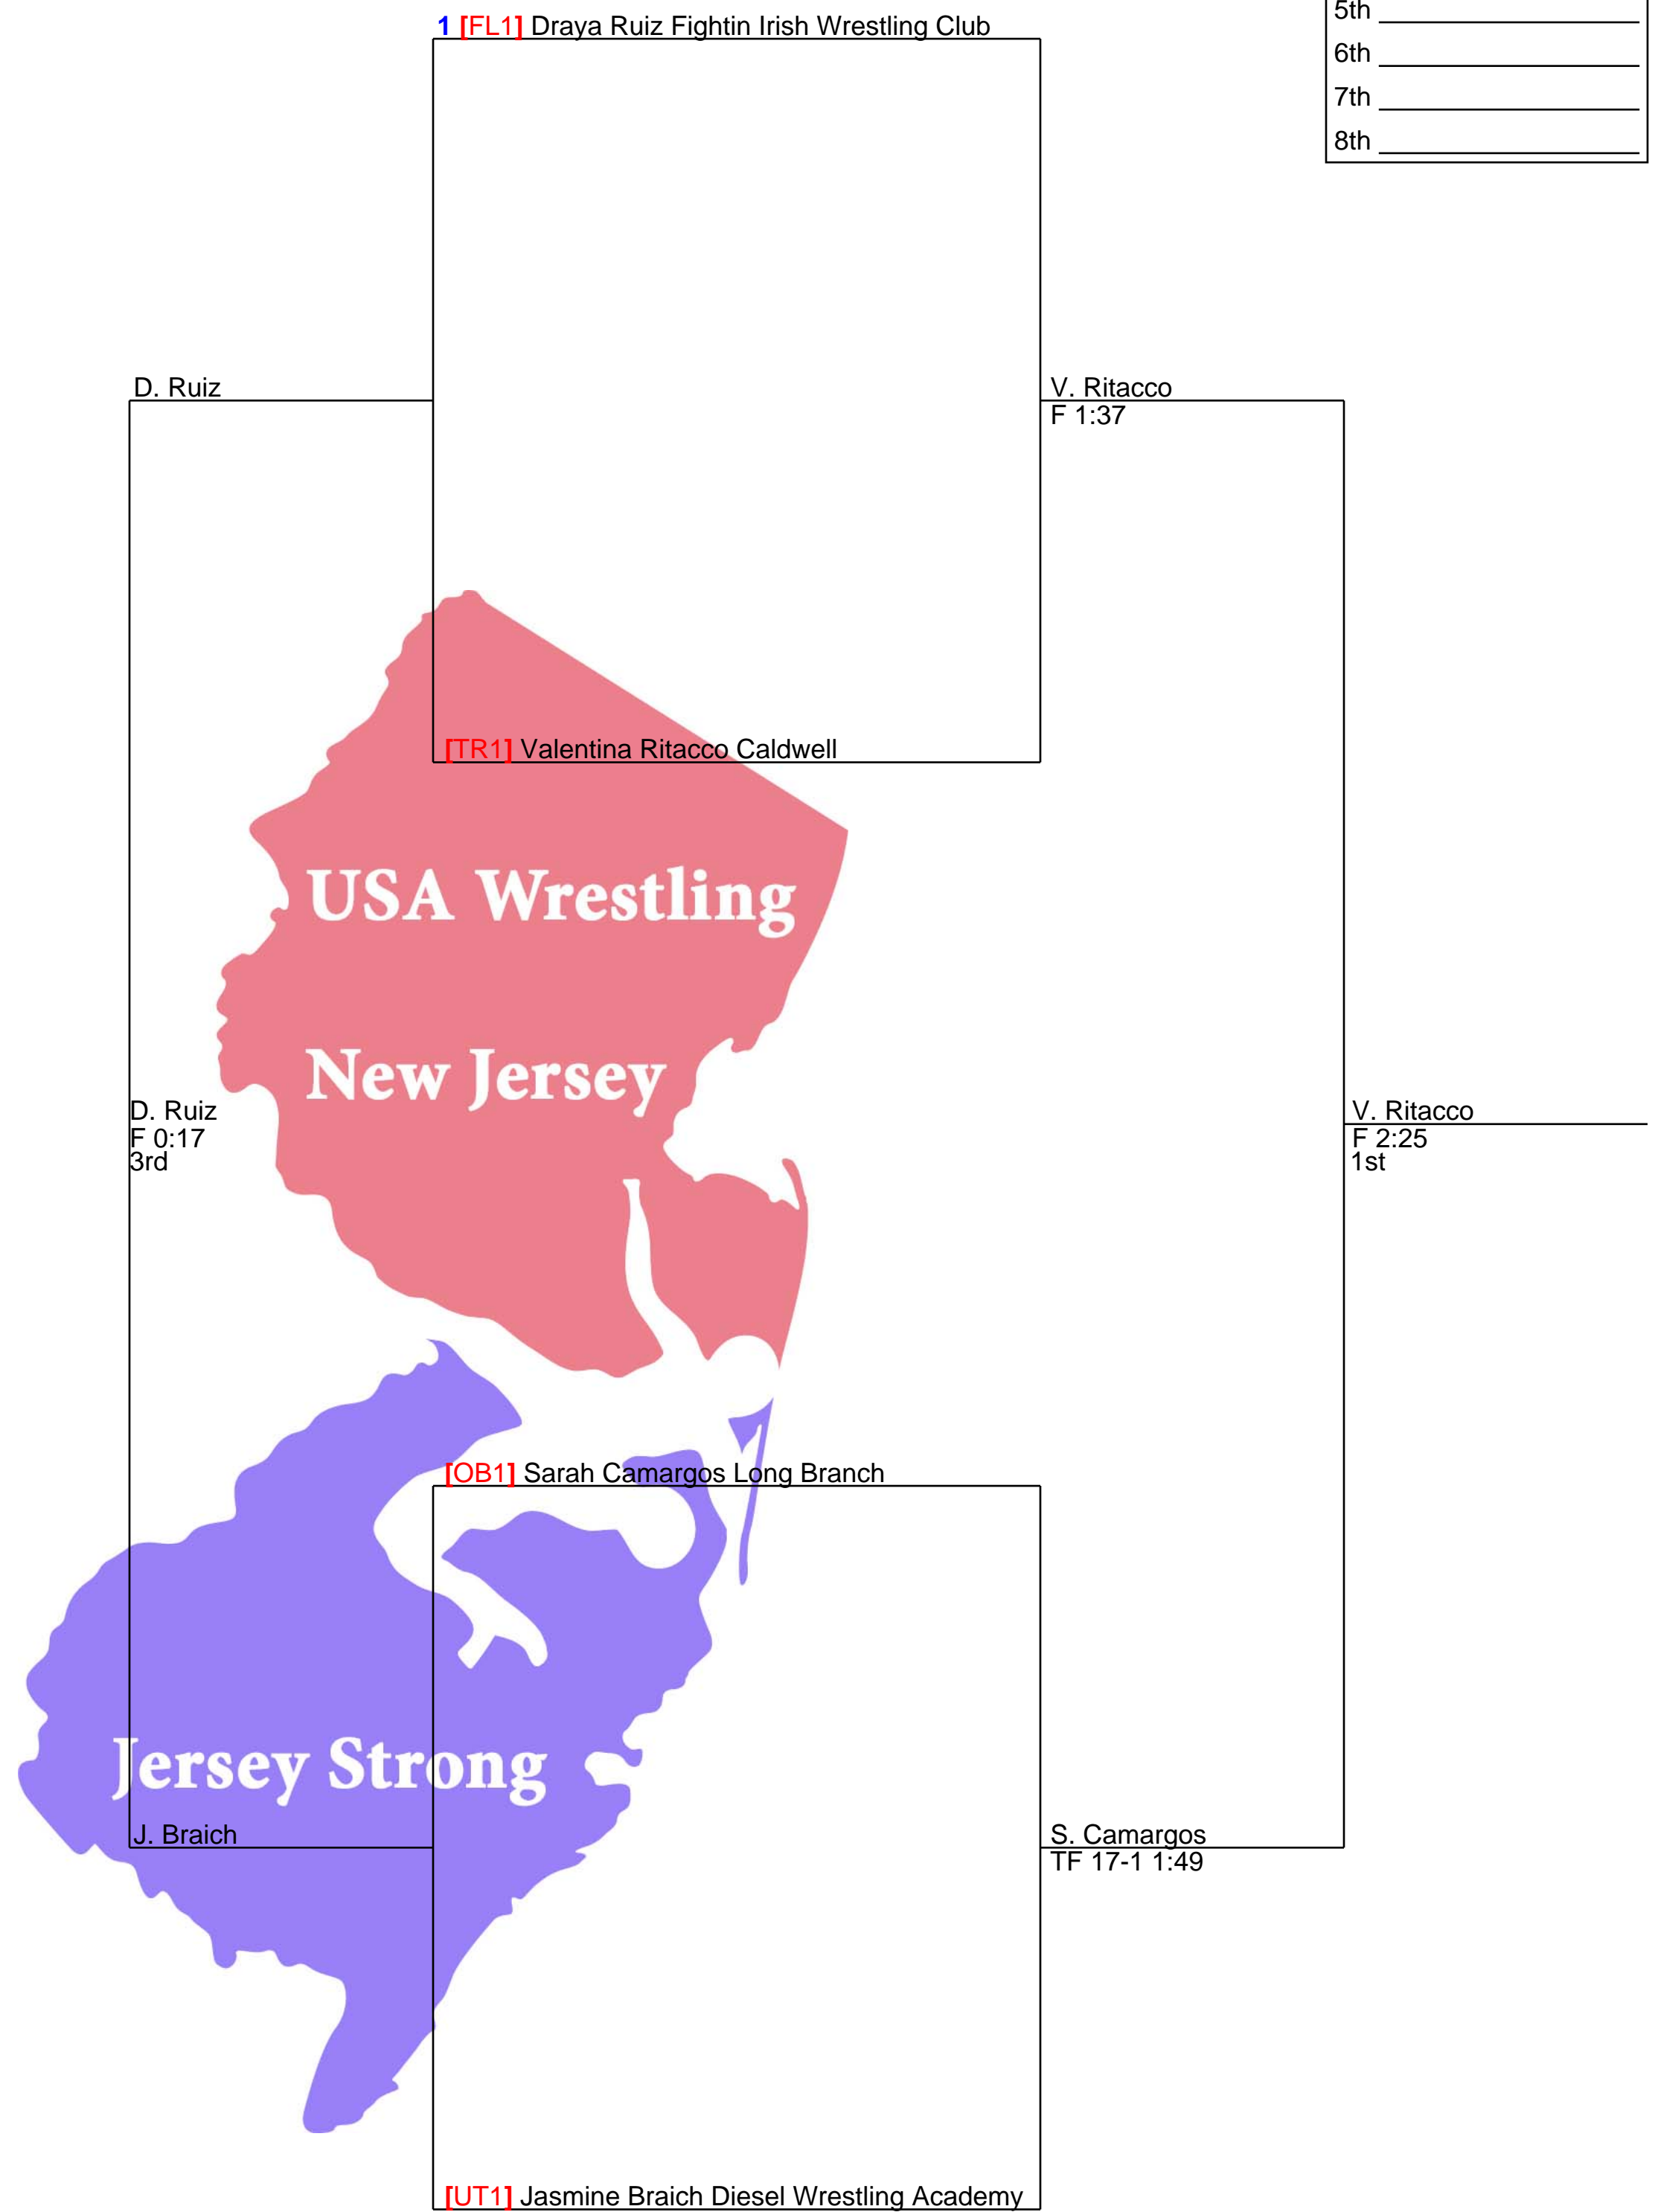 5th
1 [FL1] Draya Ruiz Fightin Irish Wrestling Club
6th
7th
8th
D. Ruiz
V. Ritacco
F 1:37
[TR1] Valentina Ritacco Caldwell
USA Wrestling
New Jersey
D. Ruiz
F 0:17
3rd
V. Ritacco
F 2:25
1st
[OB1] Sarah Camargos Long Branch
Jersey Strong
J. Braich
S. Camargos
TF 17-1 1:49
[UT1] Jasmine Braich Diesel Wrestling Academy